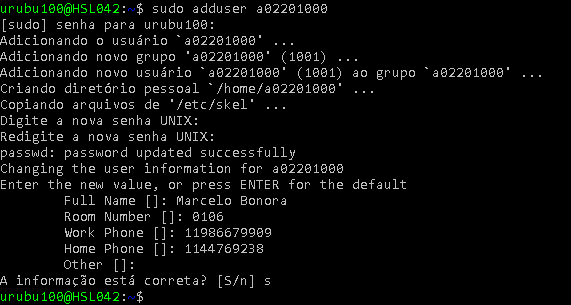 urubu100@HSL042:~$ sudo adduser a02201000
[sudo] senha para urubu100:
Adicionando o usuário `a02201000' ...
Adicionando novo grupo `a02201000' (1001) ...
Adicionando novo usuário `a02201000' (1001) ao grupo `a02201000' ...
Criando diretório pessoal `/home/a02201000' ...
Copiando arquivos de '/etc/skel' ...
Digite a nova senha UNIX:
Redigite a nova senha UNIX:
passwd: password updated successfully
Changing the user information for a02201000
Enter the new value, or press ENTER for the default
Full Name []: Marcelo Bonora
Room Number []: 0106
Work Phone []: 11986679909
Home Phone []: 1144769238
Other []:
A informação está correta? [S/n] s
urubu100@HSL042:~$